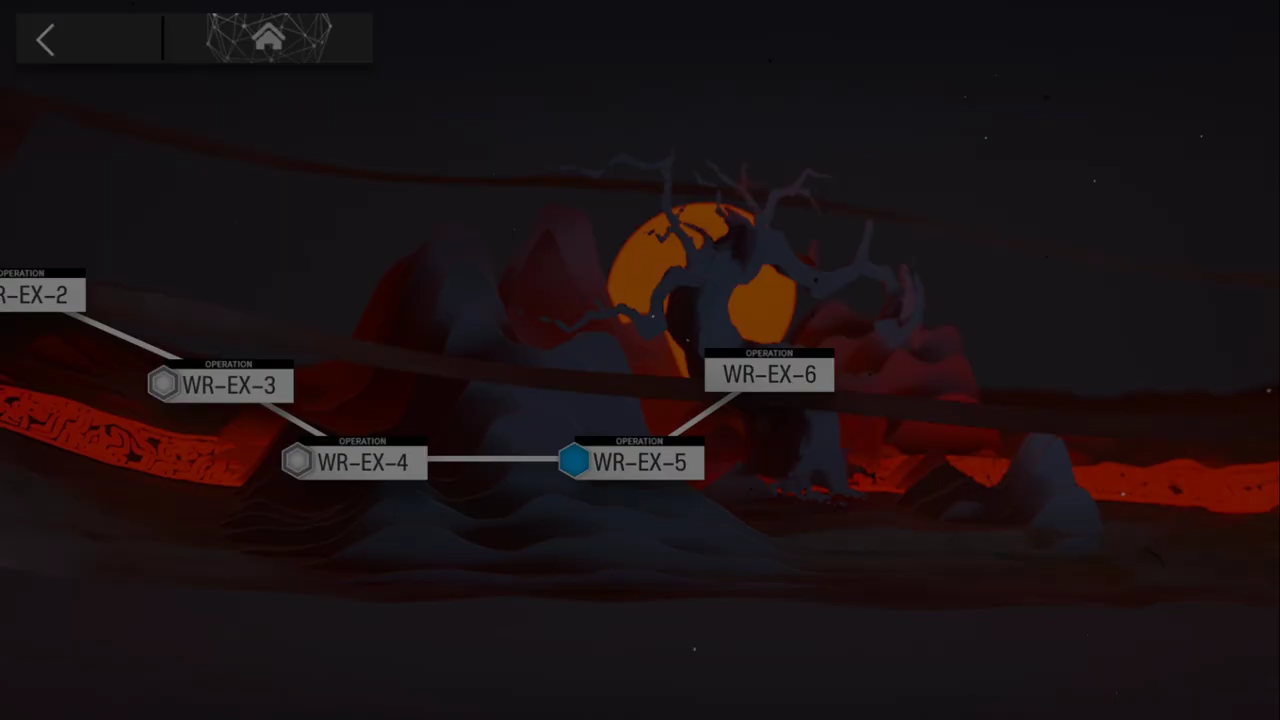 OPERATION
R-EX-2
OPERATION
WR-EX-3
OPERATION
WR-EX-4
OPERATION
WR-EX-5
OPERATION
WR-EX-6